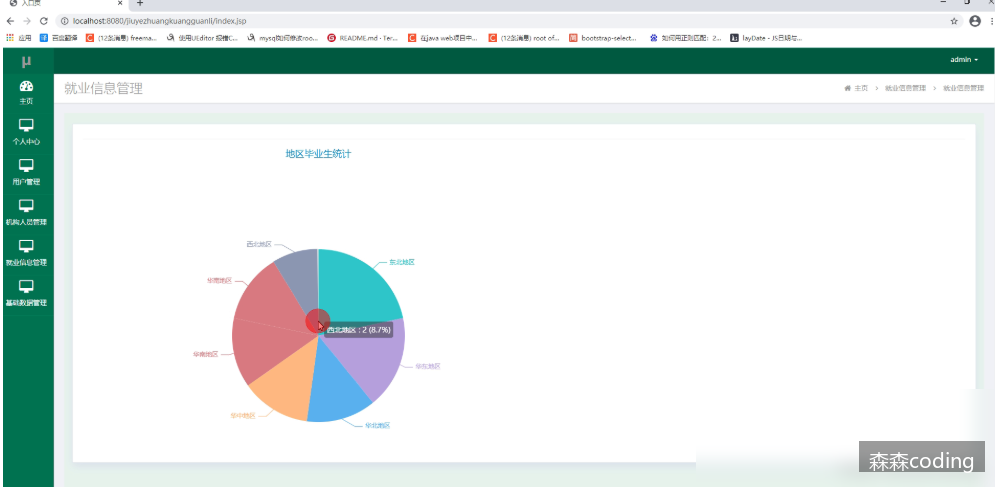 入口页
localhost:8080/jiuyezhuangkuangguanli/index.jsp
应用 百度翻译 (12条消息) freema... 使用UEditor 报错C... mysql如何修改roo... README.md · Ter... 在java web项目中... (12条消息) root of... bootstrap-select... 如何用正则匹配：2... layDate - JS日期与...
μ
admin
就业信息管理
主页 > 就业信息管理 > 就业信息管理
主页
个人中心
用户管理
机构人员管理
就业信息管理
基础数据管理
地区毕业生统计
西北地区
东北地区
华南地区
西北地区 : 2 (8.7%)
华南地区
华东地区
华中地区
华北地区
森森coding